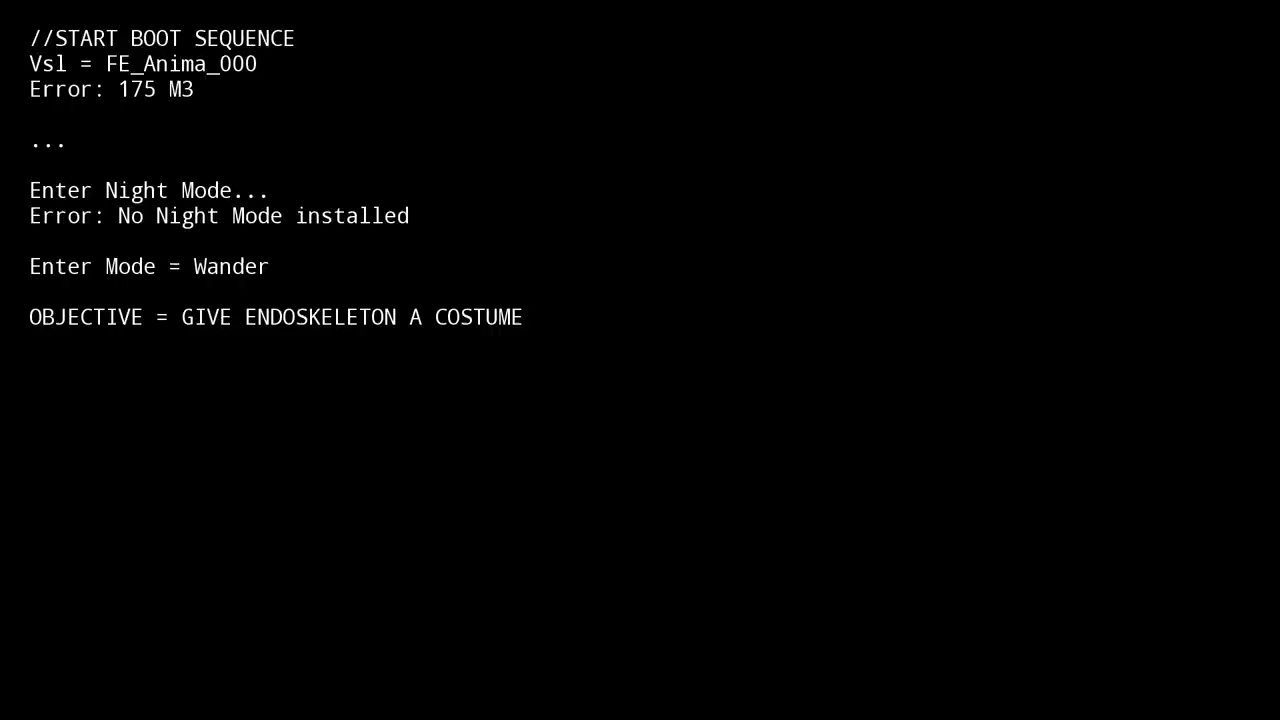 //START BOOT SEQUENCE
Vsl = FE_Anima_000
Error: 175 M3
...
Enter Night Mode...
Error: No Night Mode installed
Enter Mode = Wander
OBJECTIVE = GIVE ENDOSKELETON A COSTUME